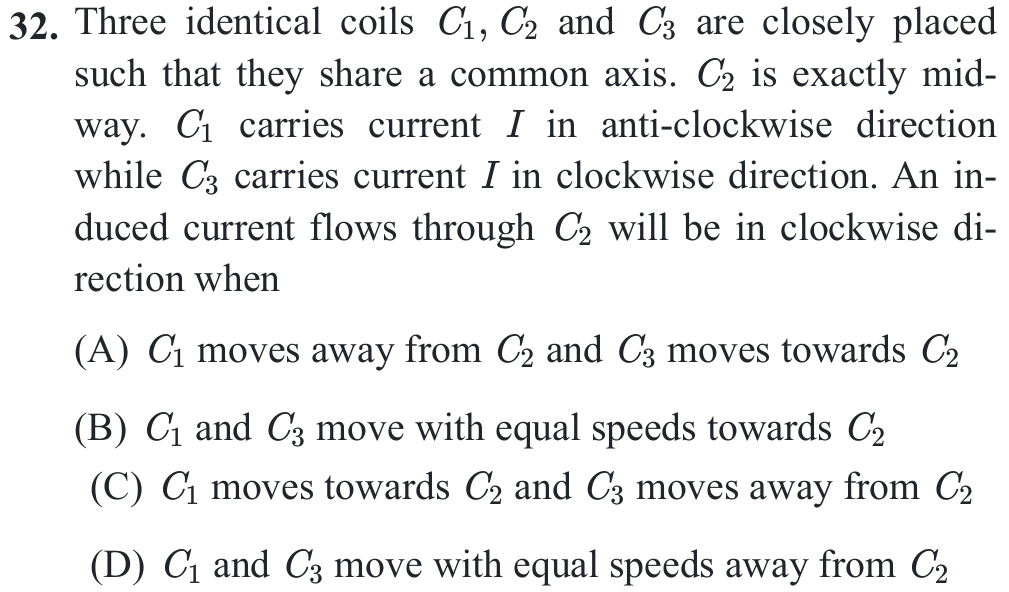 32. Three identical coils C₁, C₂ and C₃ are closely placed
such that they share a common axis. C₂ is exactly mid-
way. C₁ carries current I in anti-clockwise direction
while C₃ carries current I in clockwise direction. An in-
duced current flows through C₂ will be in clockwise di-
rection when
(A) C₁ moves away from C₂ and C₃ moves towards C₂
(B) C₁ and C₃ move with equal speeds towards C₂
(C) C₁ moves towards C₂ and C₃ moves away from C₂
(D) C₁ and C₃ move with equal speeds away from C₂